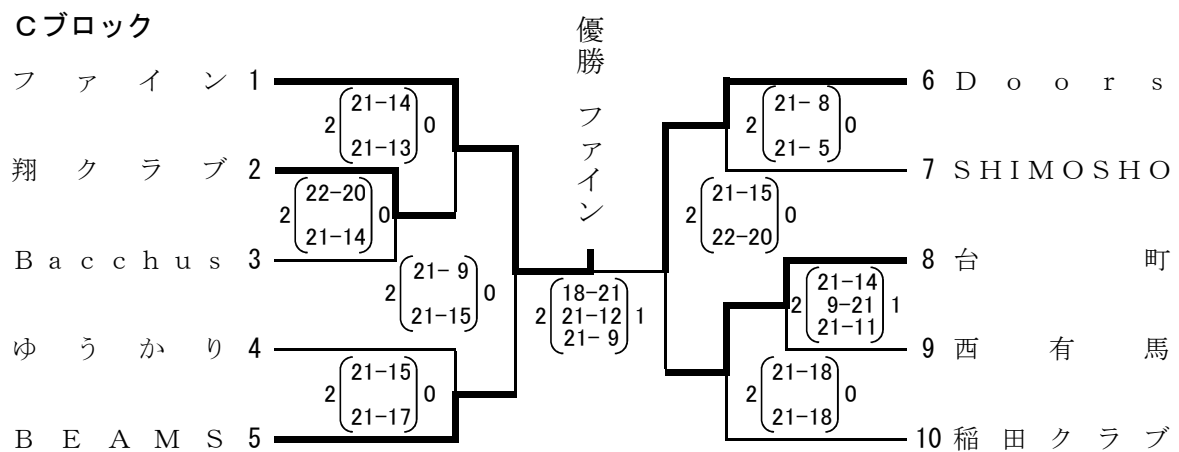 Cブロック
優勝 ファイン
ファイン 1
21-14
2 0
21-13
翔クラブ 2
22-20
2 0
21-14
Bacchus 3
21- 9
2 0
21-15
ゆうかり 4
21-15
2 0
21-17
BEAMS 5
18-21
2 21-12 1
21- 9
6 Doors
21- 8
2 0
21- 5
7 SHIMOSHO
21-15
2 0
22-20
8 台町
21-14
2 9-21 1
21-11
9 西有馬
21-18
2 0
21-18
10 稲田クラブ